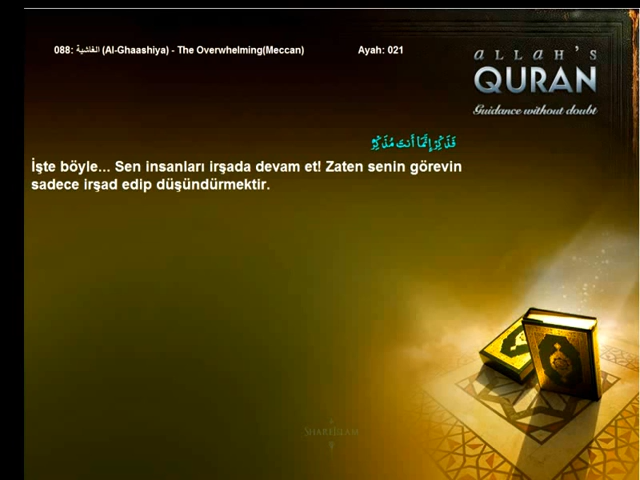 088: الغاشية (Al-Ghaashiya) - The Overwhelming(Meccan) Ayah: 021
ALLAH'S
QURAN
Guidance without doubt
فَذَكِّرْ إِنَّمَا أَنتَ مُذَكِّرٌ
İşte böyle... Sen insanları irşada devam et! Zaten senin görevin
sadece irşad edip düşündürmektir.
SHAREISLAM